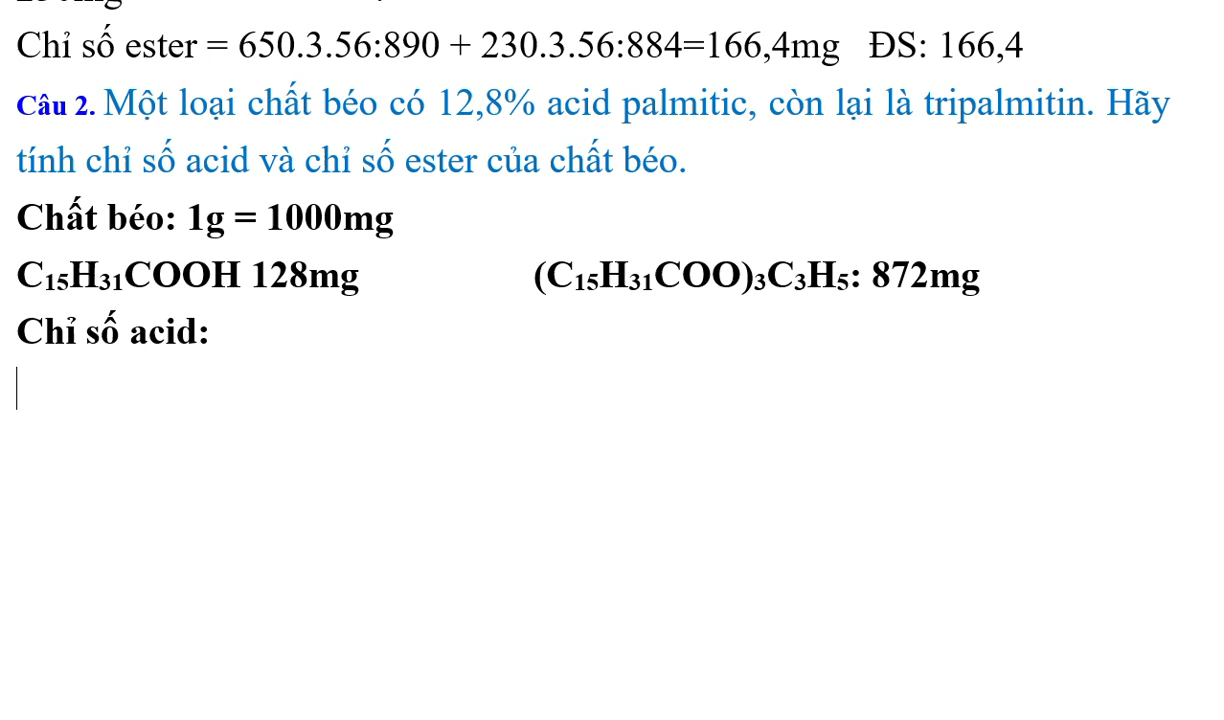 Chỉ số ester = 650.3.56:890 + 230.3.56:884=166,4mg ĐS: 166,4
Câu 2. Một loại chất béo có 12,8% acid palmitic, còn lại là tripalmitin. Hãy
tính chỉ số acid và chỉ số ester của chất béo.
Chất béo: 1g = 1000mg
C₁₅H₃₁COOH 128mg (C₁₅H₃₁COO)₃C₃H₅: 872mg
Chỉ số acid: